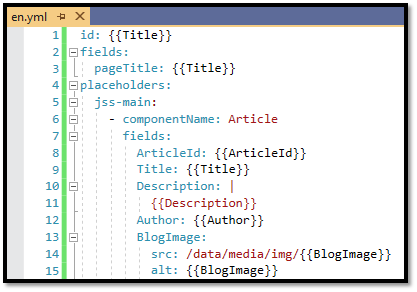 en.yml
1 id: {{Title}}
2 fields:
3 pageTitle: {{Title}}
4 placeholders:
5 jss-main:
6 - componentName: Article
7 fields:
8 ArticleId: {{ArticleId}}
9 Title: {{Title}}
10 Description: |
11 {{Description}}
12 Author: {{Author}}
13 BlogImage:
14 src: /data/media/img/{{BlogImage}}
15 alt: {{BlogImage}}